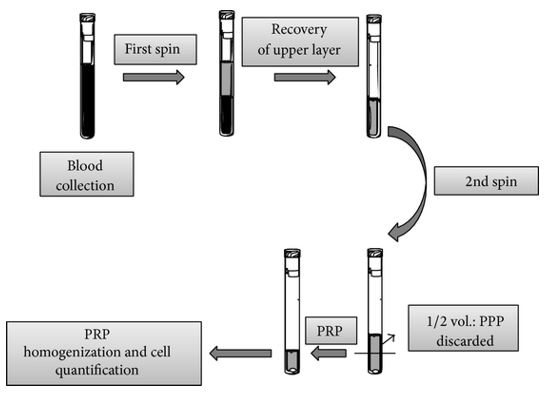 First spin
Recovery
of upper layer
Blood
collection
2nd spin
1/2 vol.: PPP
discarded
PRP
PRP
homogenization and cell
quantification